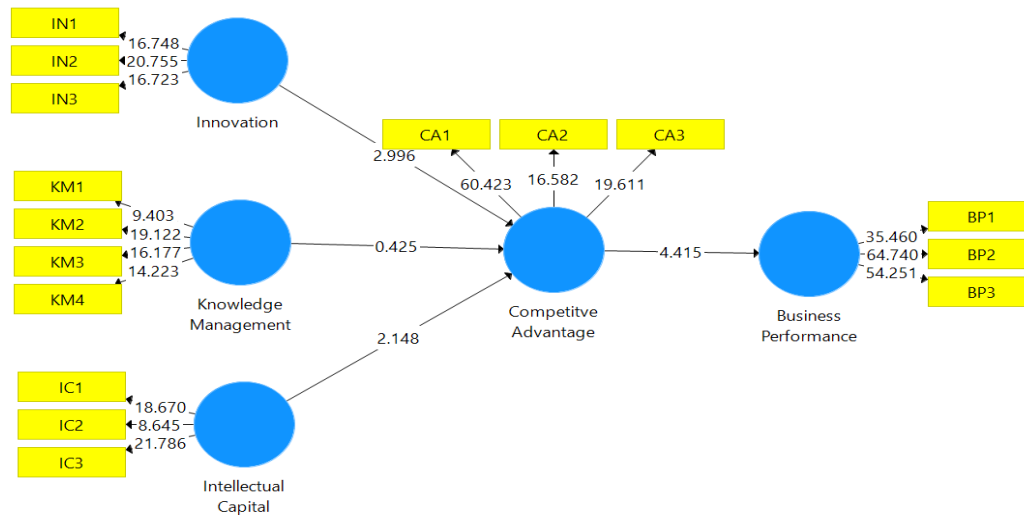 IN1
16.748
IN2
20.755
IN3
16.723
Innovation
CA1
CA2
CA3
2.996
60.423
16.582
19.611
KM1
9.403
KM2
19.122
KM3
16.177
KM4
14.223
Knowledge
Management
0.425
Competitve
Advantage
4.415
BP1
35.460
BP2
64.740
BP3
54.251
Business
Performance
2.148
IC1
18.670
IC2
8.645
IC3
21.786
Intellectual
Capital